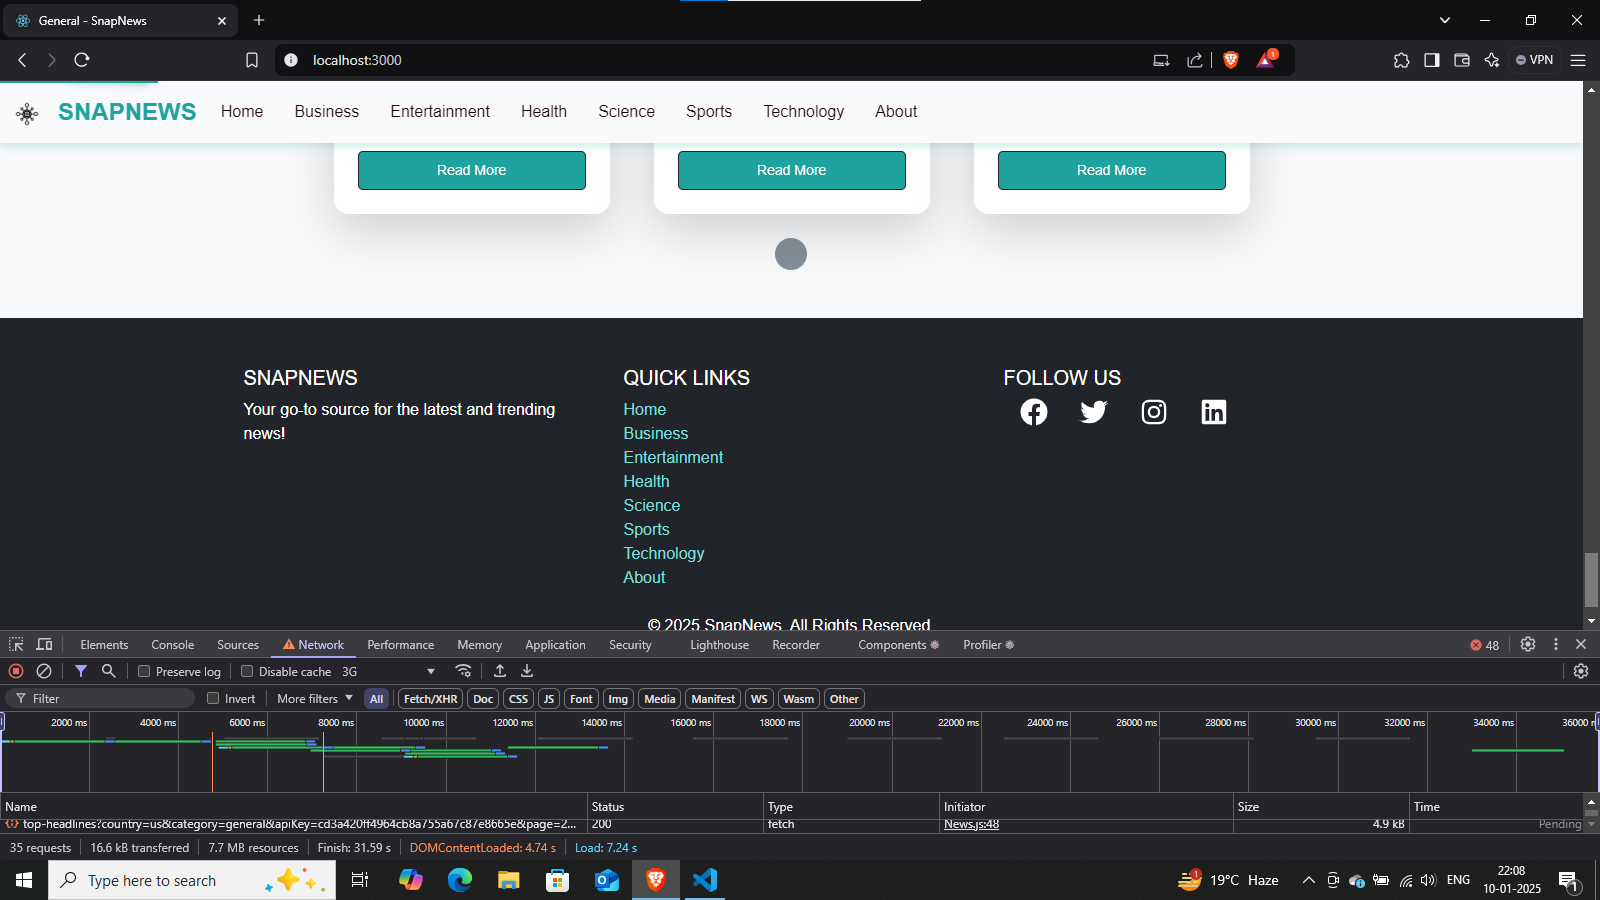 General - SnapNews
localhost:3000
1
VPN
SNAPNEWS Home Business Entertainment Health Science Sports Technology About
Read More Read More Read More
SNAPNEWS
Your go-to source for the latest and trending
news!
QUICK LINKS
Home
Business
Entertainment
Health
Science
Sports
Technology
About
FOLLOW US
© 2025 SnapNews. All Rights Reserved
Elements Console Sources Network Performance Memory Application Security Lighthouse Recorder Components Profiler 48
Preserve log Disable cache 3G
Filter Invert More filters All Fetch/XHR Doc CSS JS Font Img Media Manifest WS Wasm Other
2000 ms 4000 ms 6000 ms 8000 ms 10000 ms 12000 ms 14000 ms 16000 ms 18000 ms 20000 ms 22000 ms 24000 ms 26000 ms 28000 ms 30000 ms 32000 ms 34000 ms 36000 m
Name Status Type Initiator Size Time
top-headlines?country=us&category=general&apiKey=cd3a420ff4964cb8a755a67c87e8665e&page=2... 200 fetch News.js:48 4.9 kB Pending
35 requests 16.6 kB transferred 7.7 MB resources Finish: 31.59 s DOMContentLoaded: 4.74 s Load: 7.24 s
Type here to search
1 19°C Haze ENG
22:08
10-01-2025
1